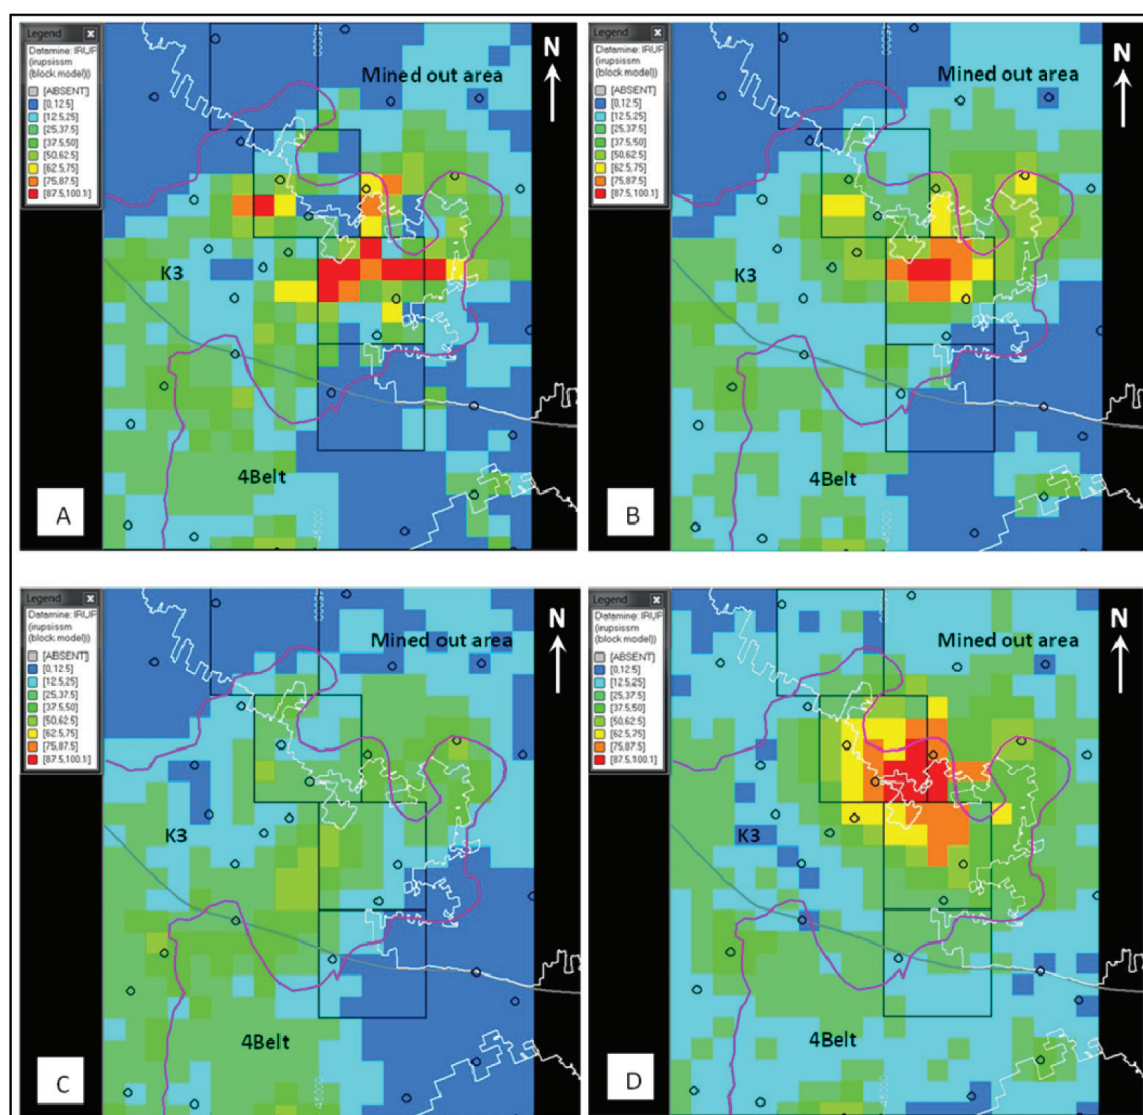 Legend x
Datamine: IRUP
(irupsissm
(block model))
[ABSENT]
[0,12.5]
[12.5,25]
[25,37.5]
[37.5,50]
[50,62.5]
[62.5,75]
[75,87.5]
[87.5,100.1]
Mined out area
N
K3
4Belt
45000
A
Legend x
Datamine: IRUP
(irupsissm
(block model))
[ABSENT]
[0,12.5]
[12.5,25]
[25,37.5]
[37.5,50]
[50,62.5]
[62.5,75]
[75,87.5]
[87.5,100.1]
Mined out area
N
K3
4Belt
B
Legend x
Datamine: IRUP
(irupsissm
(block model))
[ABSENT]
[0,12.5]
[12.5,25]
[25,37.5]
[37.5,50]
[50,62.5]
[62.5,75]
[75,87.5]
[87.5,100.1]
Mined out area
N
K3
4Belt
45000
C
Legend x
Datamine: IRUP
(irupsissm
(block model))
[ABSENT]
[0,12.5]
[12.5,25]
[25,37.5]
[37.5,50]
[50,62.5]
[62.5,75]
[75,87.5]
[87.5,100.1]
Mined out area
N
K3
4Belt
D